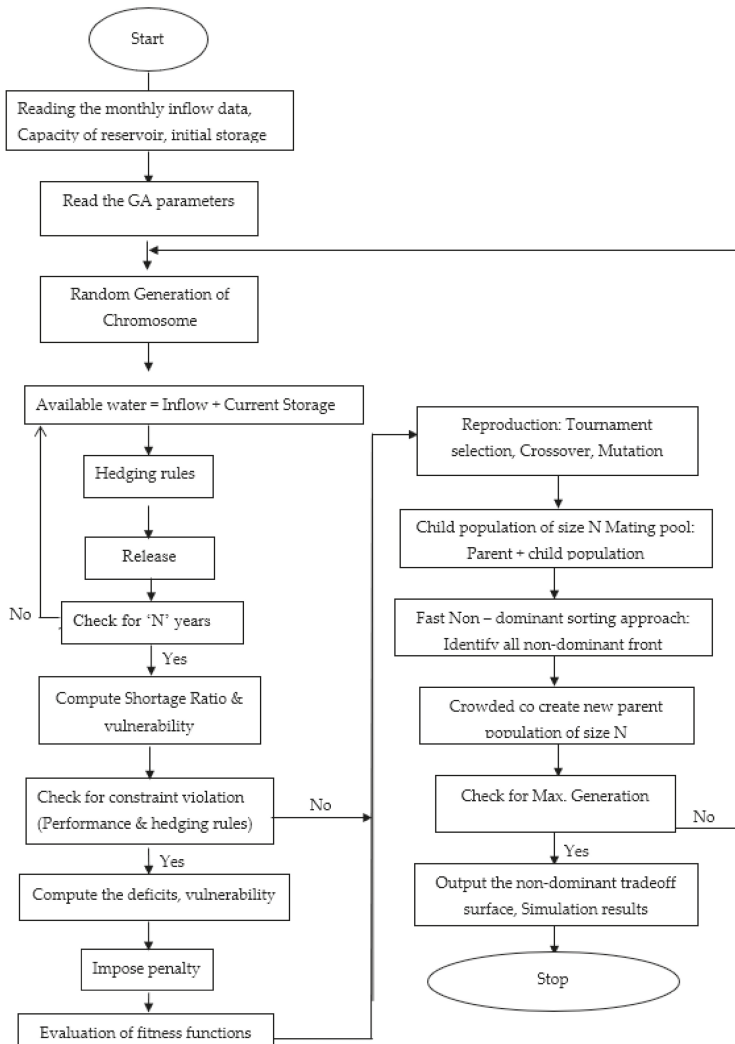 Start
Reading the monthly inflow data,
Capacity of reservoir, initial storage
Read the GA parameters
Random Generation of
Chromosome
Available water = Inflow + Current Storage
Hedging rules
Release
No
Check for ‘N’ years
Yes
Compute Shortage Ratio &
vulnerability
Check for constraint violation
(Performance & hedging rules)
No
Yes
Compute the deficits, vulnerability
Impose penalty
Evaluation of fitness functions
Reproduction: Tournament
selection, Crossover, Mutation
Child population of size N Mating pool:
Parent + child population
Fast Non – dominant sorting approach:
Identify all non-dominant front
Crowded co create new parent
population of size N
Check for Max. Generation
No
Yes
Output the non-dominant tradeoff
surface, Simulation results
Stop